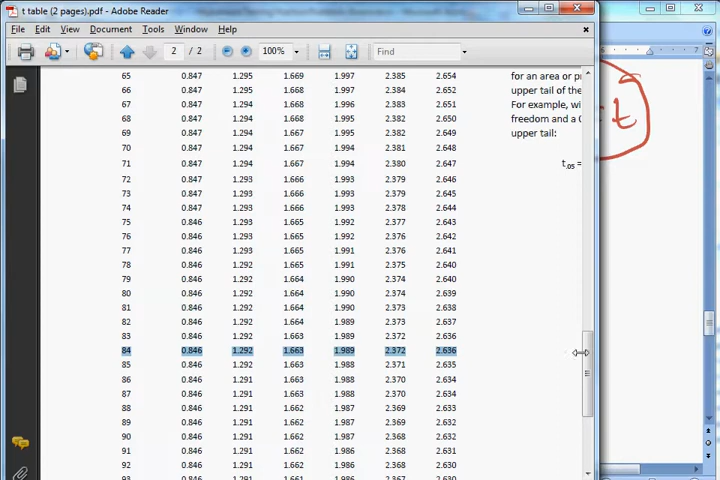 t table (2 pages).pdf - Adobe Reader
File Edit View Document Tools Window Help
2 / 2 100% Find
65 0.847 1.295 1.669 1.997 2.385 2.654
66 0.847 1.295 1.668 1.997 2.384 2.652
67 0.847 1.294 1.668 1.996 2.383 2.651
68 0.847 1.294 1.668 1.995 2.382 2.650
69 0.847 1.294 1.667 1.995 2.382 2.649
70 0.847 1.294 1.667 1.994 2.381 2.648
71 0.847 1.294 1.667 1.994 2.380 2.647
72 0.847 1.293 1.666 1.993 2.379 2.646
73 0.847 1.293 1.666 1.993 2.379 2.645
74 0.847 1.293 1.666 1.993 2.378 2.644
75 0.846 1.293 1.665 1.992 2.377 2.643
76 0.846 1.293 1.665 1.992 2.376 2.642
77 0.846 1.293 1.665 1.991 2.376 2.641
78 0.846 1.292 1.665 1.991 2.375 2.640
79 0.846 1.292 1.664 1.990 2.374 2.640
80 0.846 1.292 1.664 1.990 2.374 2.639
81 0.846 1.292 1.664 1.990 2.373 2.638
82 0.846 1.292 1.664 1.989 2.373 2.637
83 0.846 1.292 1.663 1.989 2.372 2.636
84 0.846 1.292 1.663 1.989 2.372 2.636
85 0.846 1.292 1.663 1.988 2.371 2.635
86 0.846 1.291 1.663 1.988 2.370 2.634
87 0.846 1.291 1.663 1.988 2.370 2.634
88 0.846 1.291 1.662 1.987 2.369 2.633
89 0.846 1.291 1.662 1.987 2.369 2.632
90 0.846 1.291 1.662 1.987 2.368 2.632
91 0.846 1.291 1.662 1.986 2.368 2.631
92 0.846 1.291 1.662 1.986 2.368 2.630
93 0.846 1.291 1.661 1.986 2.367 2.630
for an area or p
upper tail of the
For example, wi
freedom and a 0
upper tail:
t.05 =
6 7
t